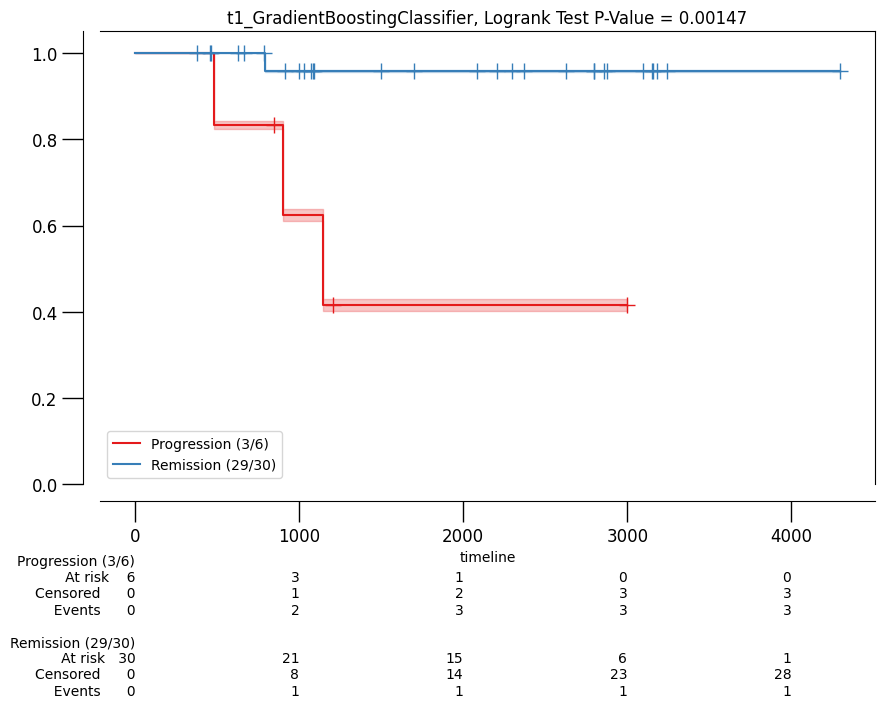 t1_GradientBoostingClassifier, Logrank Test P-Value = 0.00147
1.0
0.8
0.6
0.4
0.2
0.0
Progression (3/6)
Remission (29/30)
0 1000 2000 3000 4000
timeline
Progression (3/6)
At risk 6 3 1 0 0
Censored 0 1 2 3 3
Events 0 2 3 3 3
Remission (29/30)
At risk 30 21 15 6 1
Censored 0 8 14 23 28
Events 0 1 1 1 1